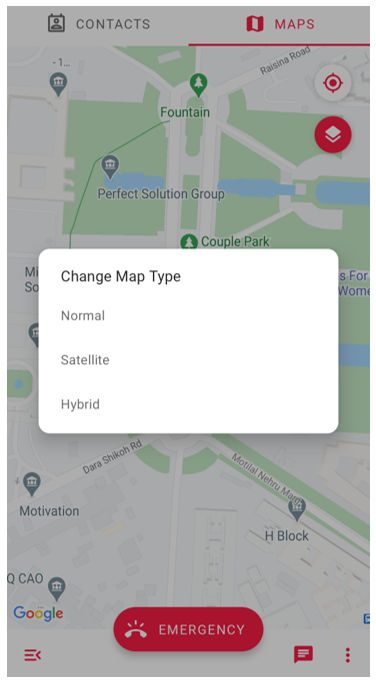 CONTACTS
MAPS
- 1...
Raisina Road
Fountain
Perfect Solution Group
Couple Park
Mi
So
s For
Wome
Change Map Type
Normal
Satellite
Hybrid
Dara Shikoh Rd
Motilal Nehru Marg
Motivation
H Block
Q CAO
Google
EMERGENCY